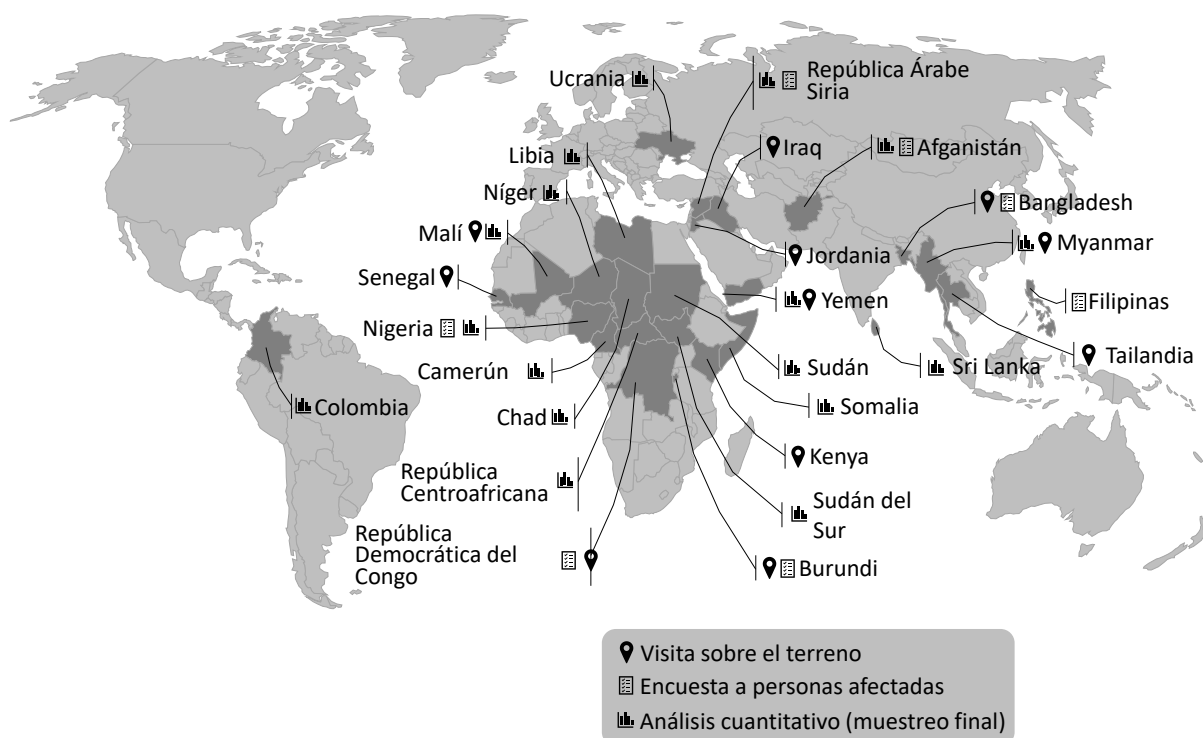 Ucrania
República Árabe
Siria
Libia
Iraq
Afganistán
Níger
Bangladesh
Malí
Myanmar
Jordania
Senegal
Yemen
Filipinas
Nigeria
Tailandia
Camerún
Sudán
Sri Lanka
Colombia
Chad
Somalia
Kenya
República
Centroafricana
Sudán del
Sur
República
Democrática del
Congo
Burundi
Visita sobre el terreno
Encuesta a personas afectadas
Análisis cuantitativo (muestreo final)